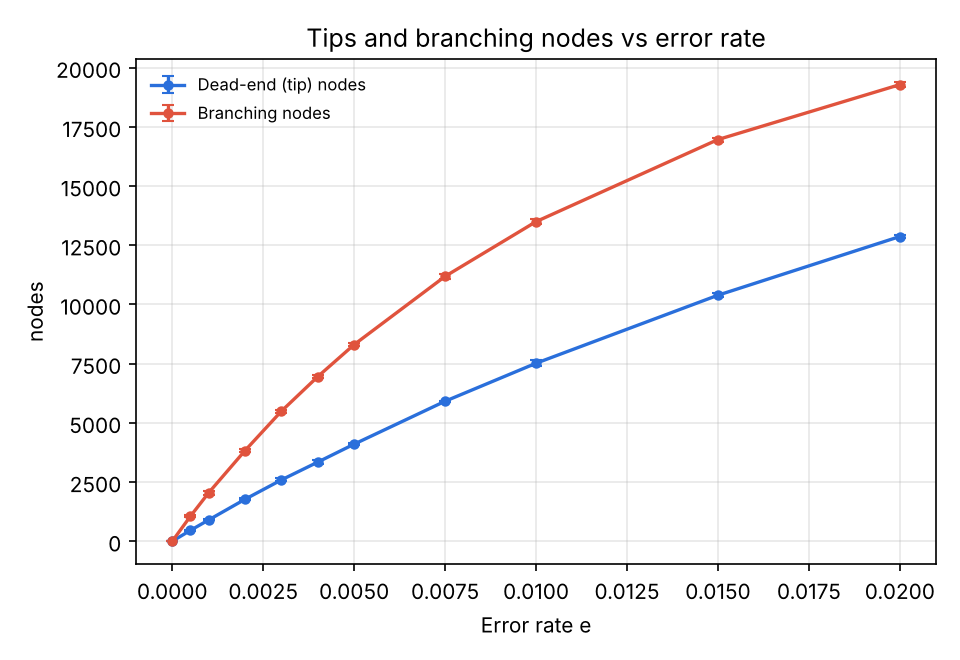 Tips and branching nodes vs error rate
Dead-end (tip) nodes
Branching nodes
nodes
20000
17500
15000
12500
10000
7500
5000
2500
0
0.0000 0.0025 0.0050 0.0075 0.0100 0.0125 0.0150 0.0175 0.0200
Error rate e